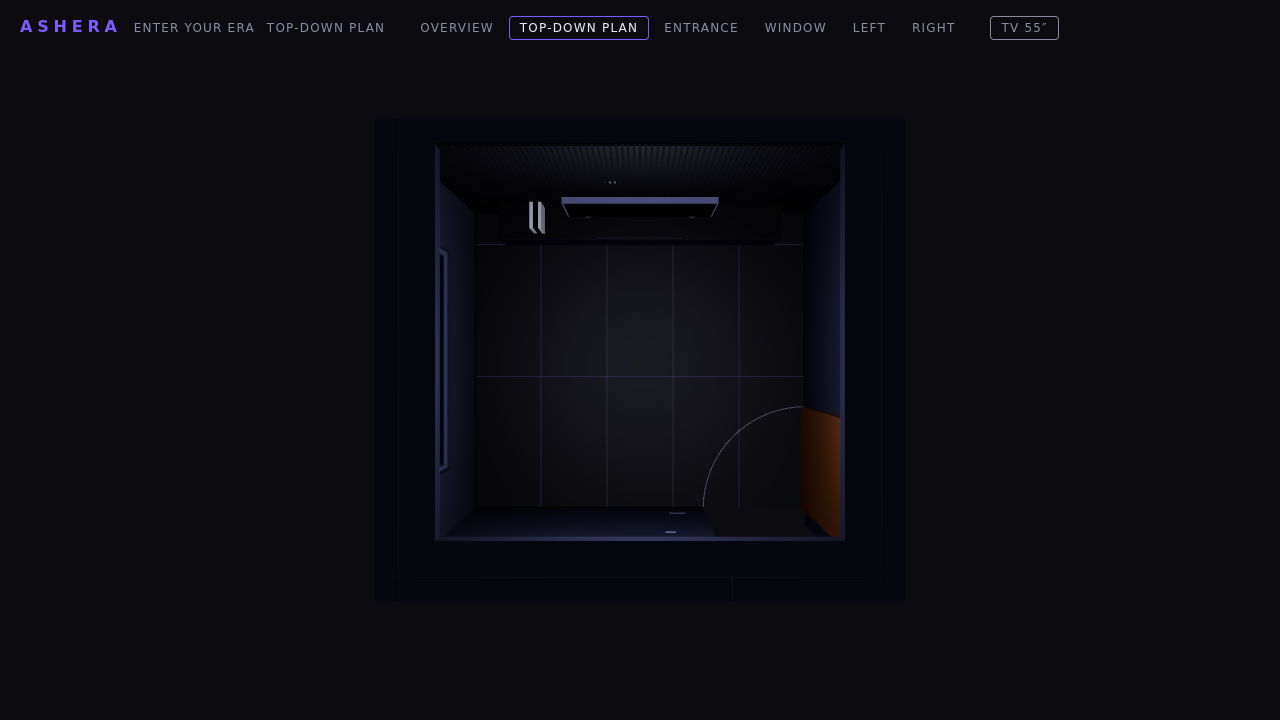 ASHERA ENTER YOUR ERA TOP-DOWN PLAN OVERVIEW TOP-DOWN PLAN ENTRANCE WINDOW LEFT RIGHT TV 55″